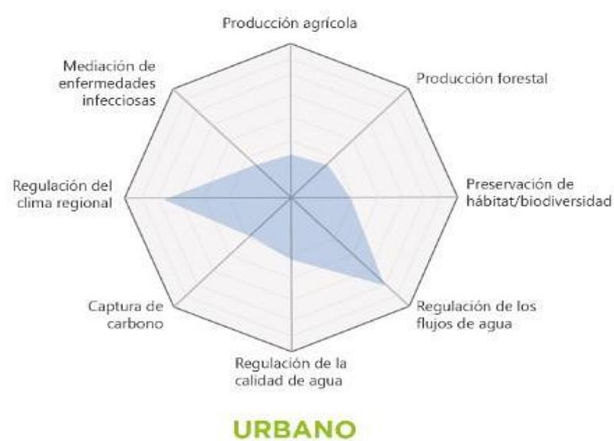 Producción agrícola
Mediación de
enfermedades
infecciosas
Producción forestal
Regulación del
clima regional
Preservación de
hábitat/biodiversidad
Captura de
carbono
Regulación de los
flujos de agua
Regulación de la
calidad de agua
URBANO